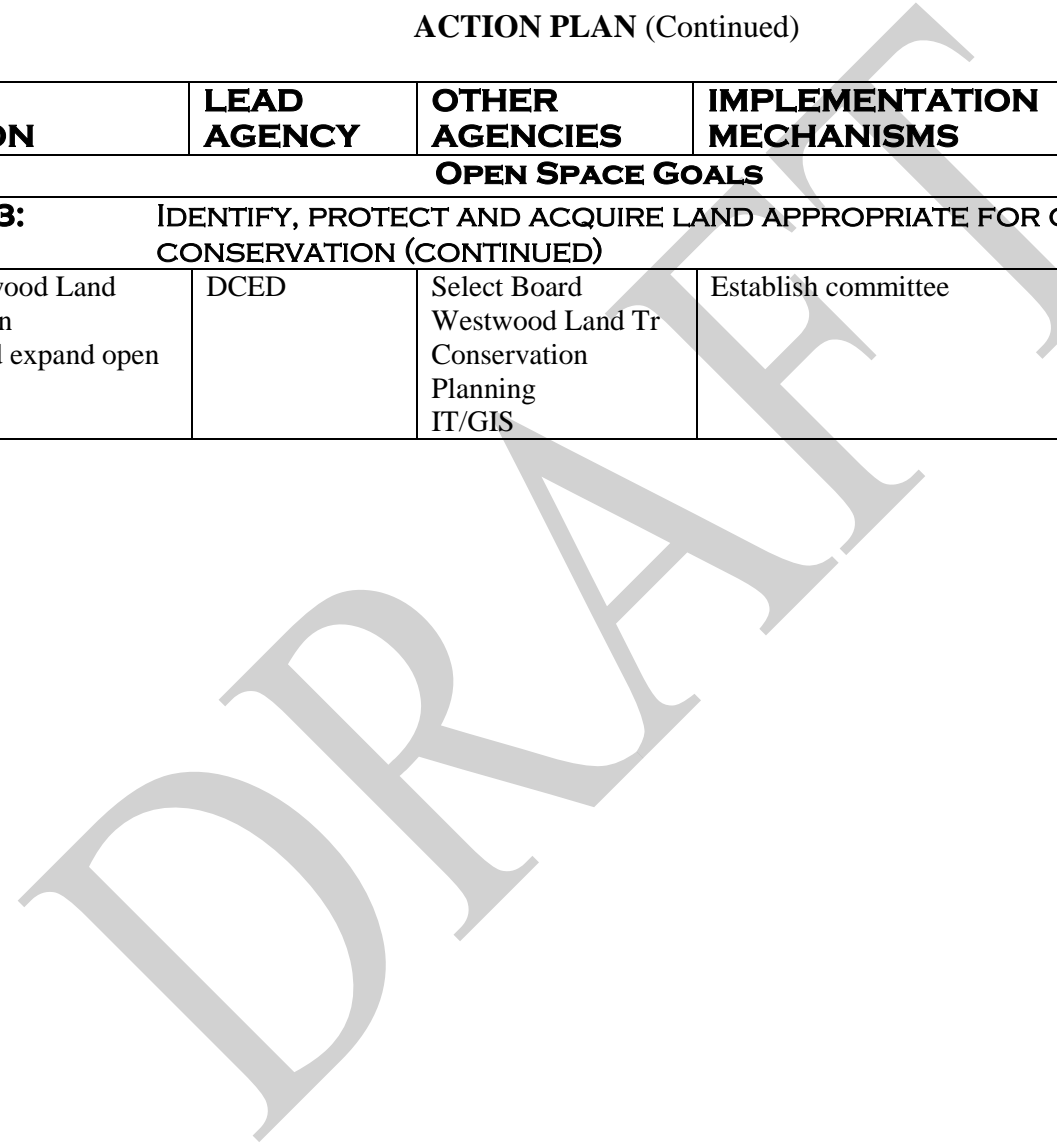 ACTION PLAN (Continued)
ON LEAD AGENCY OTHER AGENCIES IMPLEMENTATION MECHANISMS
OPEN SPACE GOALS
3: IDENTIFY, PROTECT AND ACQUIRE LAND APPROPRIATE FOR
CONSERVATION (CONTINUED)
Land DCED Select Board Establish committee
Westwood Land Tr
expand open Conservation
Planning
IT/GIS
DRAFT